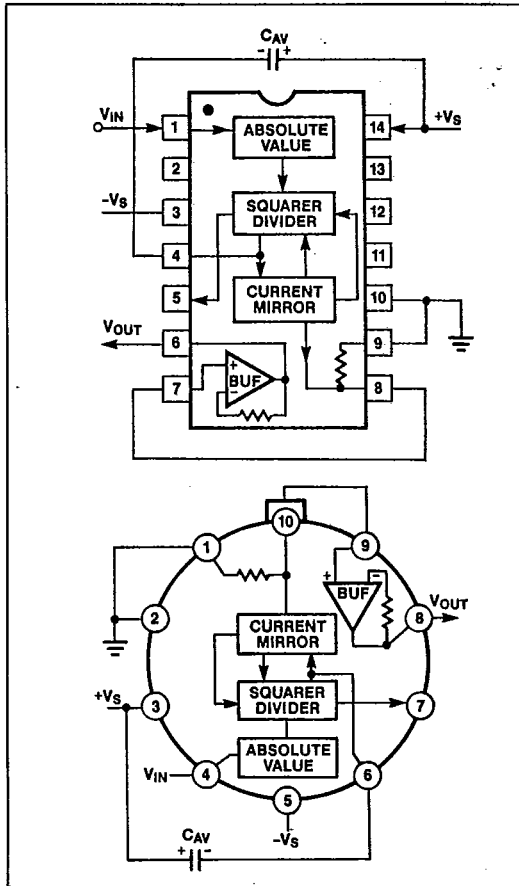 CAV
- +
VIN
1
ABSOLUTE
VALUE
14
+VS
2
13
-VS
3
SQUARER
DIVIDER
12
4
11
5
CURRENT
MIRROR
10
VOUT
6
9
7
+
BUF
-
8
10
1
9
+ -
BUF
2
CURRENT
MIRROR
8
VOUT
+VS
3
SQUARER
DIVIDER
7
ABSOLUTE
VALUE
VIN
4
6
5
-VS
CAV
+ -